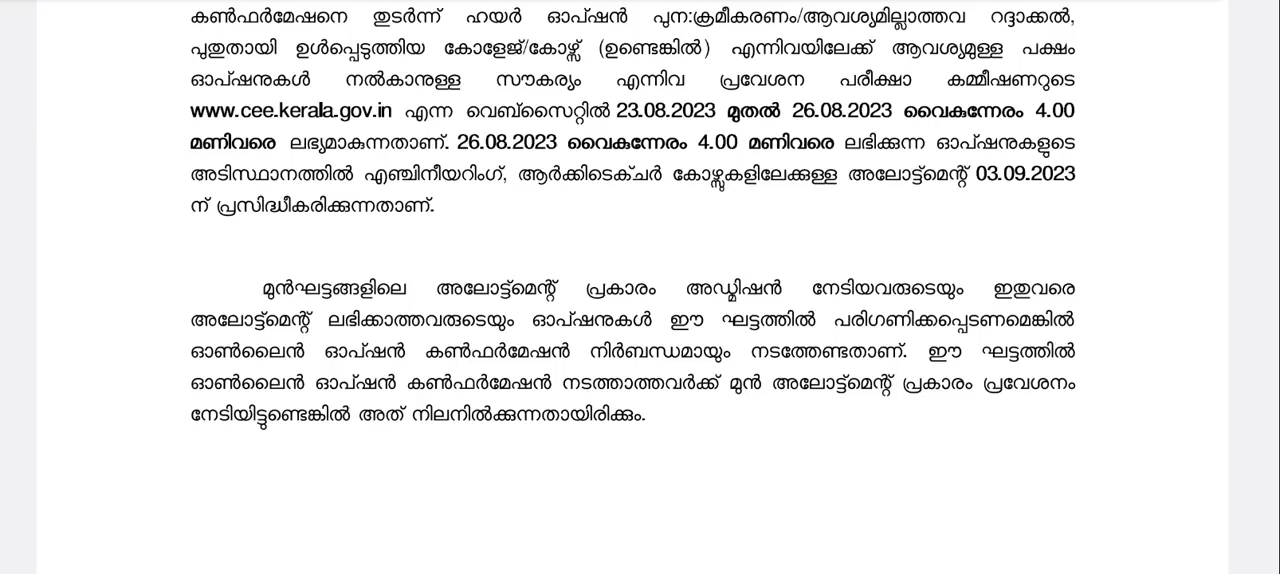 കൺഫർമേഷനെ തുടർന്ന് ഹയർ ഓപ്ഷൻ പുന:ക്രമീകരണം/ആവശ്യമില്ലാത്തവ റദ്ദാക്കൽ,
പുതുതായി ഉൾപ്പെടുത്തിയ കോളേജ്/കോഴ്സ് (ഉണ്ടെങ്കിൽ) എന്നിവയിലേക്ക് ആവശ്യമുള്ള പക്ഷം
ഓപ്ഷനുകൾ നൽകാനുള്ള സൗകര്യം എന്നിവ പ്രവേശന പരീക്ഷാ കമ്മീഷണറുടെ
www.cee.kerala.gov.in എന്ന വെബ്സൈറ്റിൽ 23.08.2023 മുതൽ 26.08.2023 വൈകുന്നേരം 4.00
മണിവരെ ലഭ്യമാകുന്നതാണ്. 26.08.2023 വൈകുന്നേരം 4.00 മണിവരെ ലഭിക്കുന്ന ഓപ്ഷനുകളുടെ
അടിസ്ഥാനത്തിൽ എഞ്ചിനീയറിംഗ്, ആർക്കിടെക്ചർ കോഴ്സുകളിലേക്കുള്ള അലോട്ട്മെന്റ് 03.09.2023
ന് പ്രസിദ്ധീകരിക്കുന്നതാണ്.
മുൻഘട്ടങ്ങളിലെ അലോട്ട്മെന്റ് പ്രകാരം അഡ്മിഷൻ നേടിയവരുടെയും ഇതുവരെ
അലോട്ട്മെന്റ് ലഭിക്കാത്തവരുടെയും ഓപ്ഷനുകൾ ഈ ഘട്ടത്തിൽ പരിഗണിക്കപ്പെടണമെങ്കിൽ
ഓൺലൈൻ ഓപ്ഷൻ കൺഫർമേഷൻ നിർബന്ധമായും നടത്തേണ്ടതാണ്. ഈ ഘട്ടത്തിൽ
ഓൺലൈൻ ഓപ്ഷൻ കൺഫർമേഷൻ നടത്താത്തവർക്ക് മുൻ അലോട്ട്മെന്റ് പ്രകാരം പ്രവേശനം
നേടിയിട്ടുണ്ടെങ്കിൽ അത് നിലനിൽക്കുന്നതായിരിക്കും.